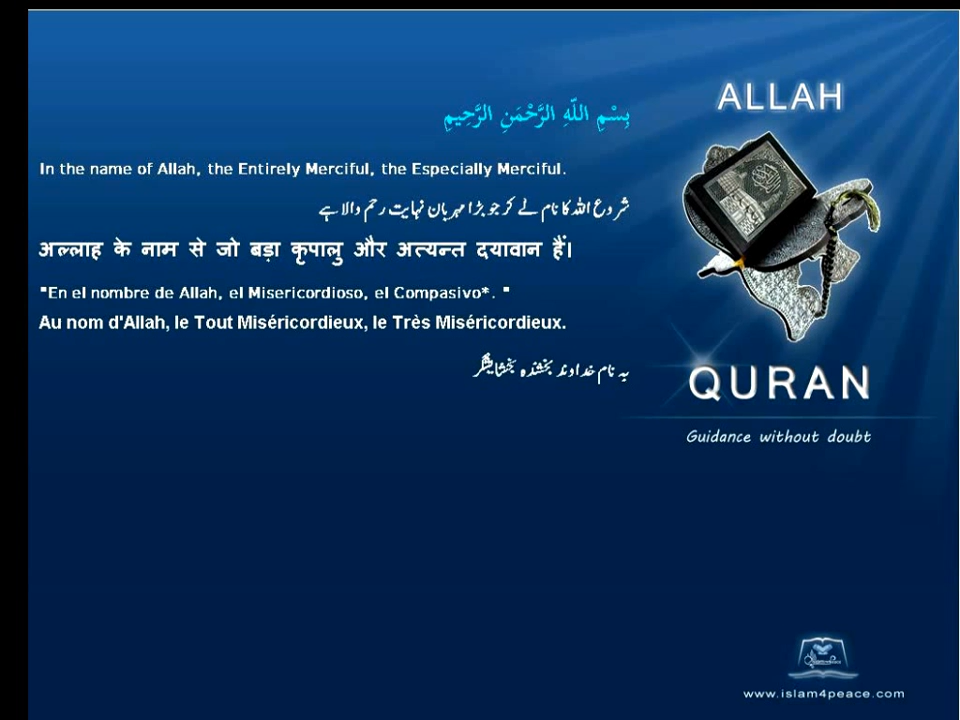 بِسْمِ اللّهِ الرَّحْمَنِ الرَّحِيمِ
In the name of Allah, the Entirely Merciful, the Especially Merciful.
شروع الله کا نام لے کر جو بڑا مہربان نہایت رحم والا ہے
अल्लाह के नाम से जो बड़ा कृपालु और अत्यन्त दयावान हैं।
"En el nombre de Allah, el Misericordioso, el Compasivo*. "
Au nom d'Allah, le Tout Miséricordieux, le Très Miséricordieux.
به نام خداوند بخشنده بخشایشگر
ALLAH
QURAN
Guidance without doubt
www.islam4peace.com